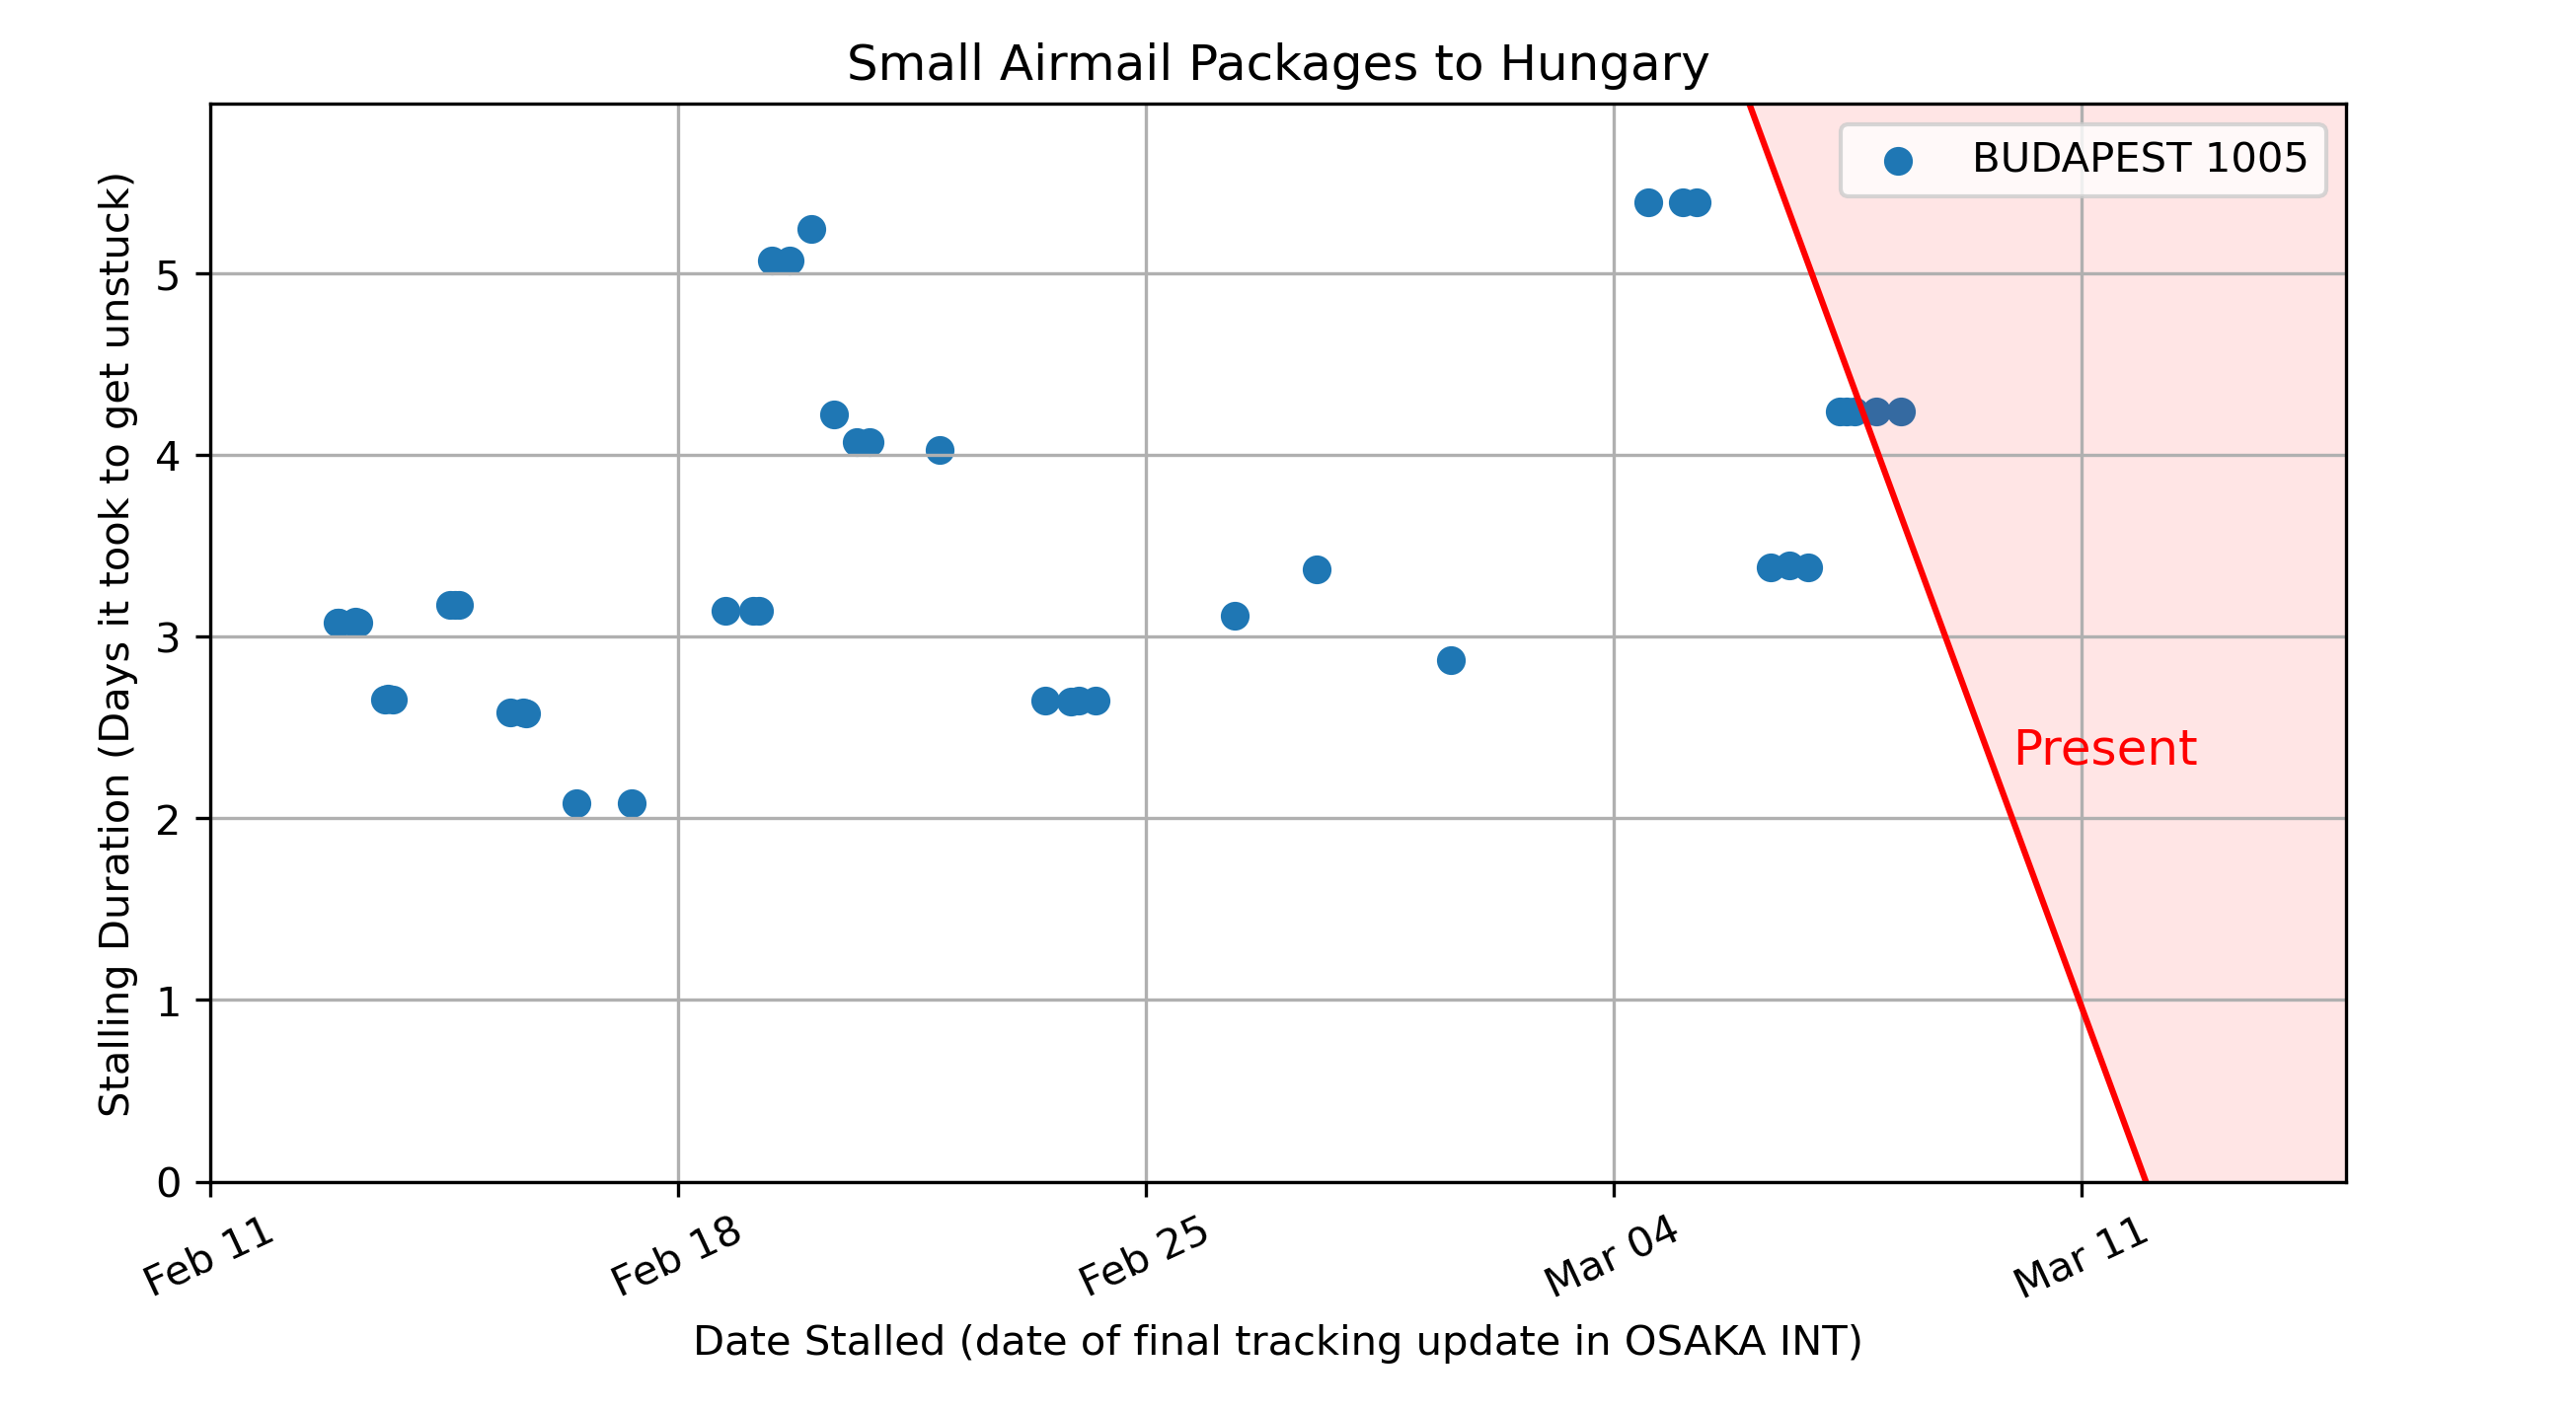 Small Airmail Packages to Hungary
BUDAPEST 1005
Stalling Duration (Days it took to get unstuck)
5
4
3
2
1
0
Present
Feb 11
Feb 18
Feb 25
Mar 04
Mar 11
Date Stalled (date of final tracking update in OSAKA INT)